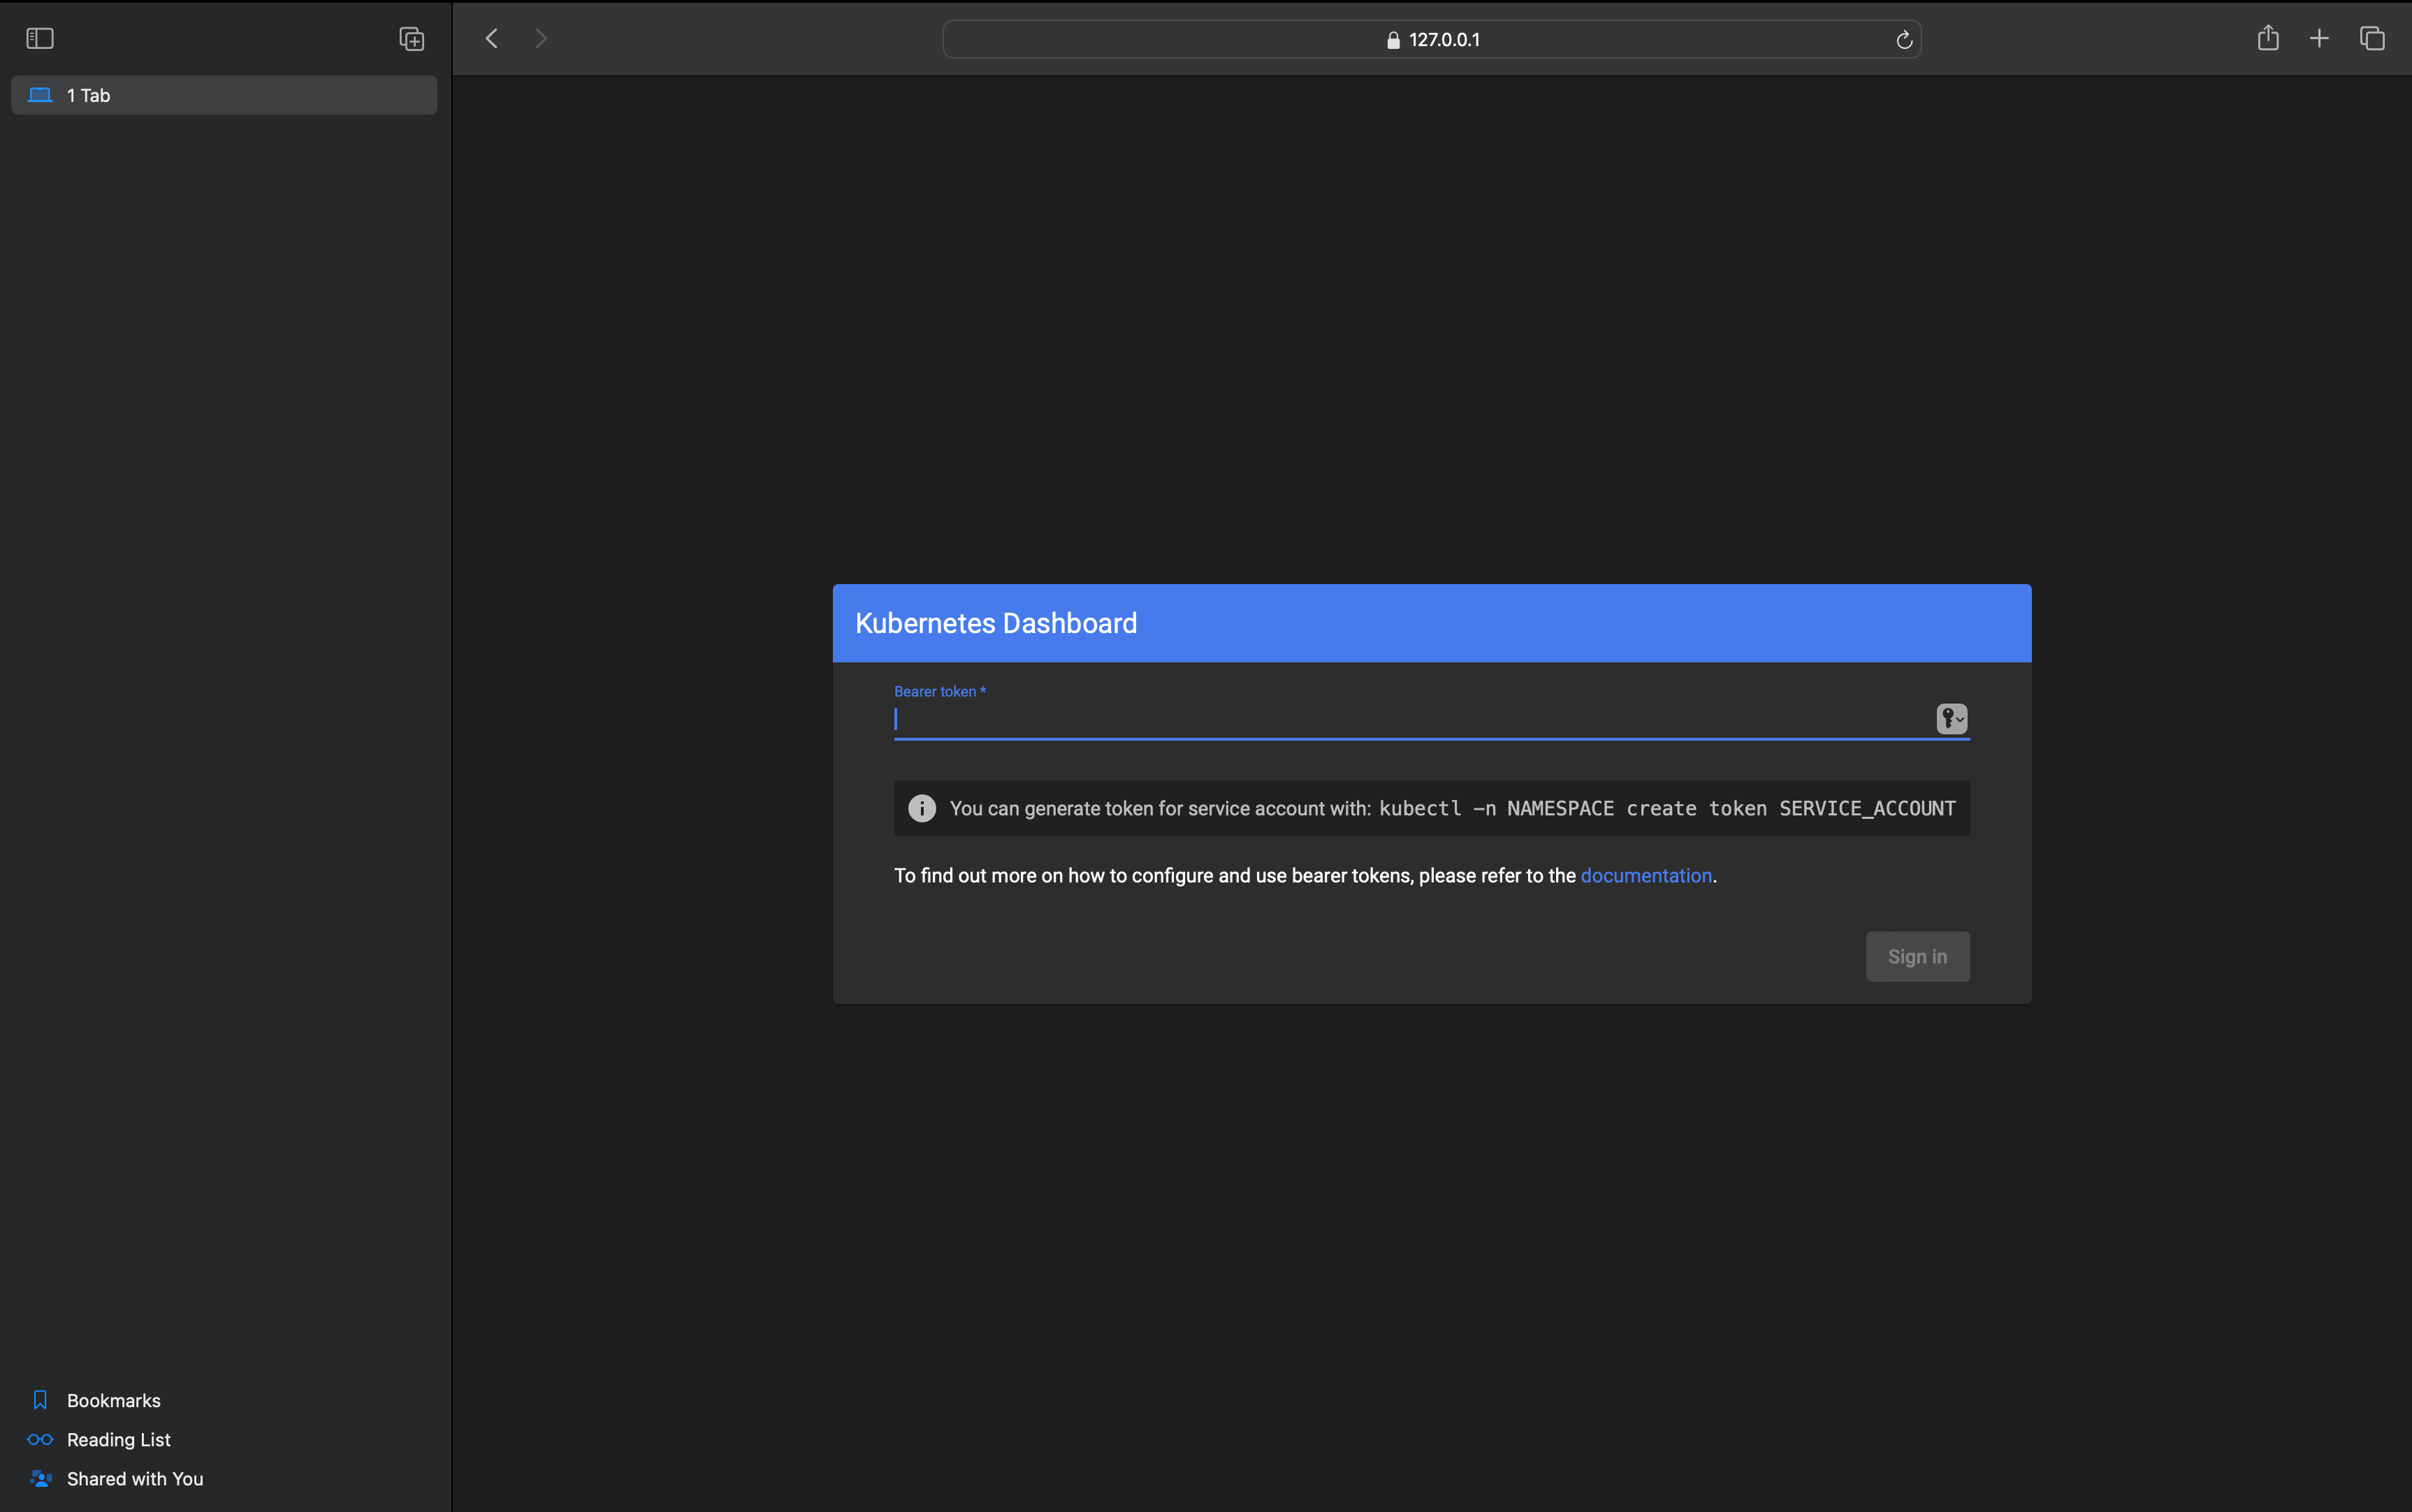 1 Tab
127.0.0.1
Kubernetes Dashboard
Bearer token *
You can generate token for service account with: kubectl -n NAMESPACE create token SERVICE_ACCOUNT
To find out more on how to configure and use bearer tokens, please refer to the documentation.
Sign in
Bookmarks
Reading List
Shared with You